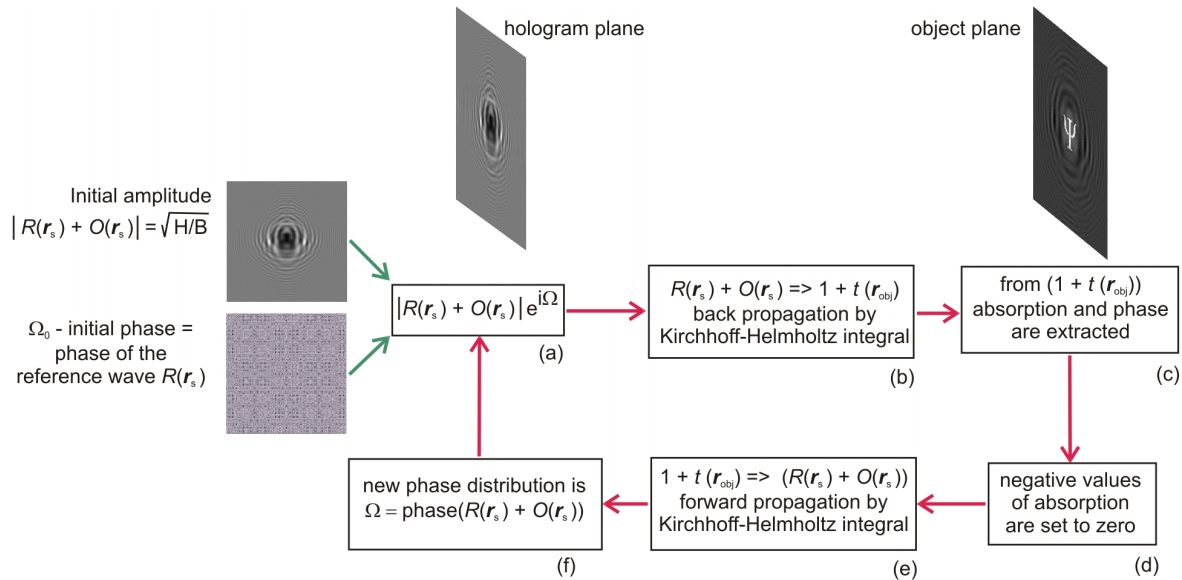 hologram plane
object plane
Initial amplitude
|R(rs) + O(rs)| = √H/B
Ω0 - initial phase =
phase of the
reference wave R(rs)
|R(rs) + O(rs)| e^iΩ
(a)
R(rs) + O(rs) => 1 + t (robj)
back propagation by
Kirchhoff-Helmholtz integral
(b)
from (1 + t (robj))
absorption and phase
are extracted
(c)
negative values
of absorption
are set to zero
(d)
1 + t (robj) => (R(rs) + O(rs))
forward propagation by
Kirchhoff-Helmholtz integral
(e)
new phase distribution is
Ω = phase(R(rs) + O(rs))
(f)
Ψ